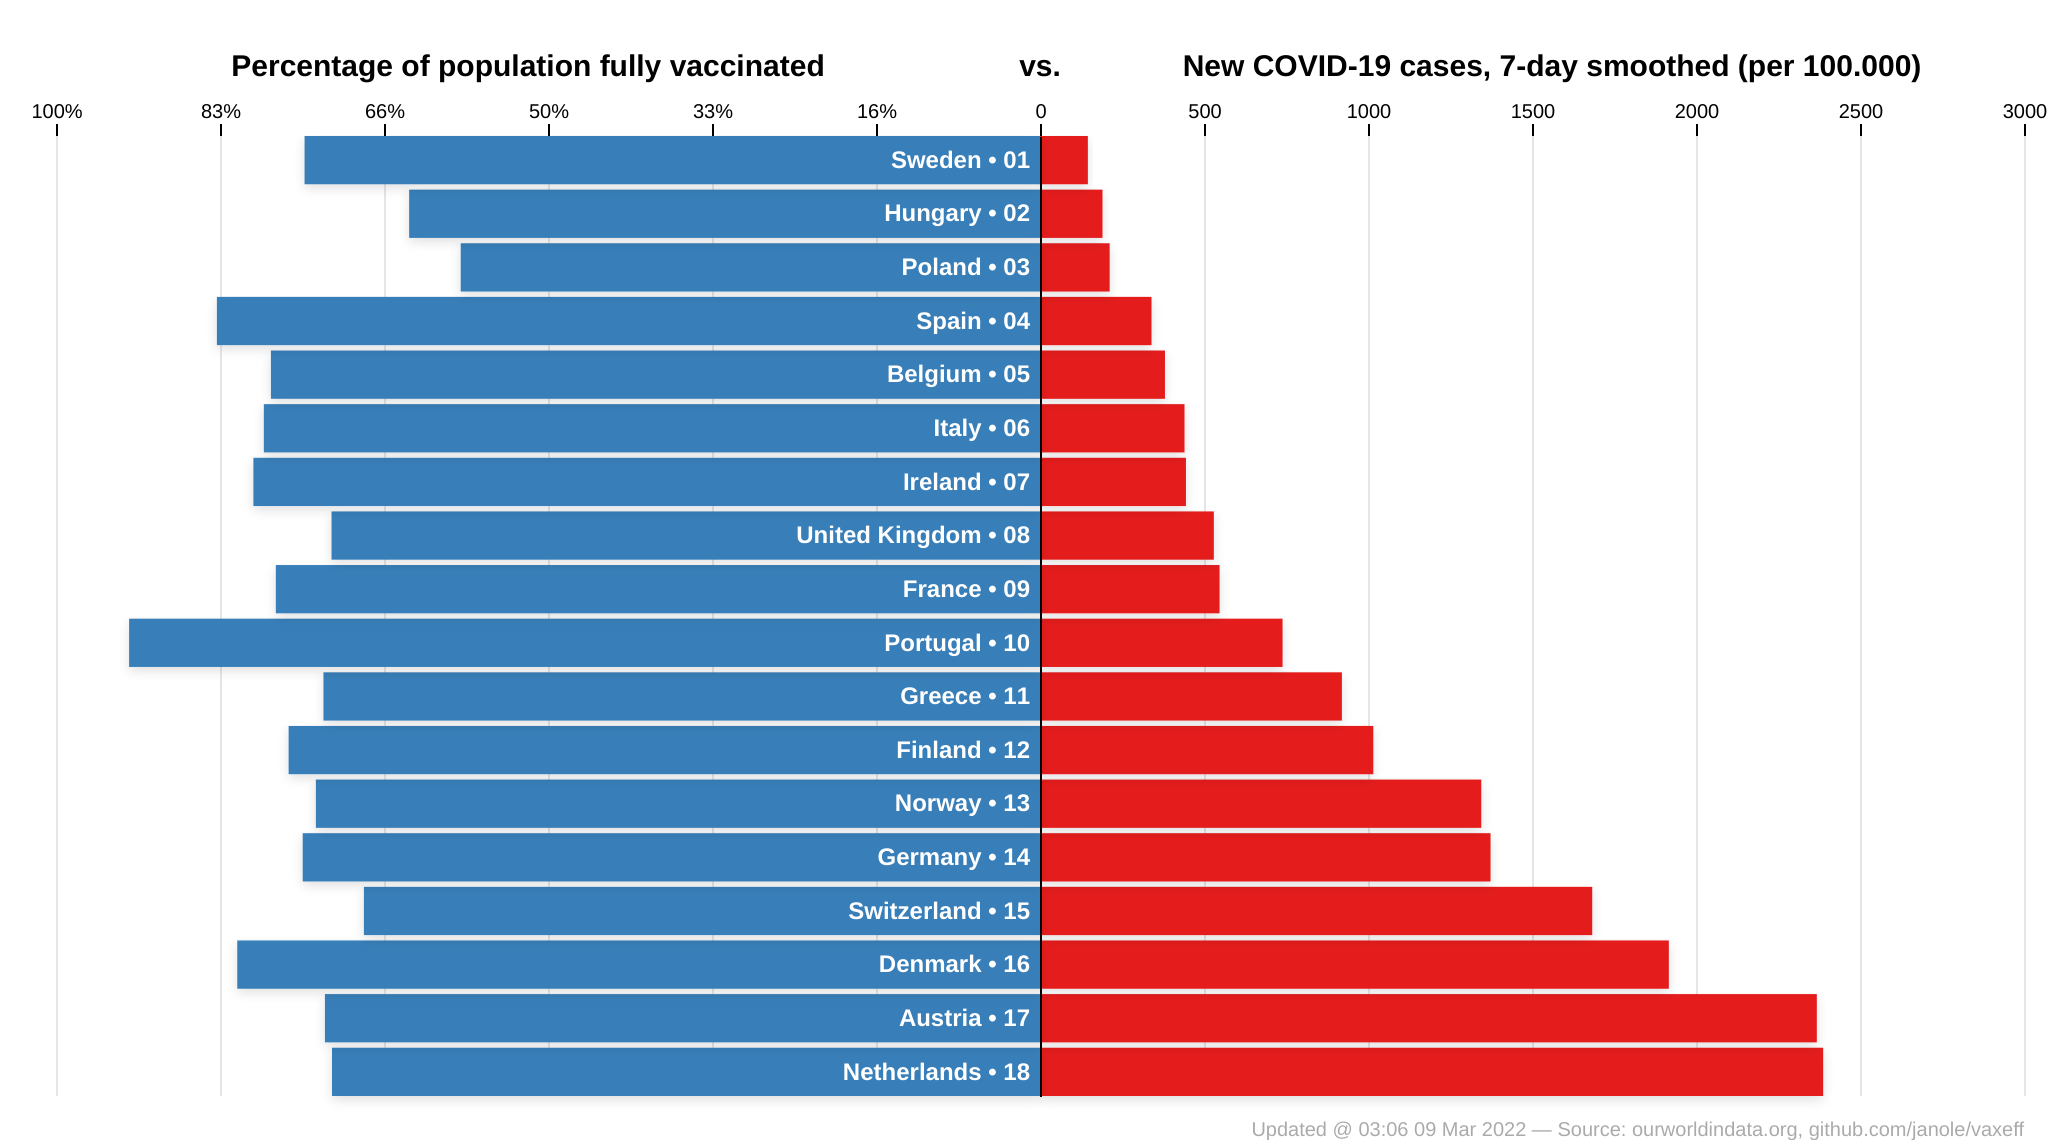 Percentage of population fully vaccinated vs. New COVID-19 cases, 7-day smoothed (per 100.000)
100% 83% 66% 50% 33% 16% 0 500 1000 1500 2000 2500 3000
Sweden • 01
Hungary • 02
Poland • 03
Spain • 04
Belgium • 05
Italy • 06
Ireland • 07
United Kingdom • 08
France • 09
Portugal • 10
Greece • 11
Finland • 12
Norway • 13
Germany • 14
Switzerland • 15
Denmark • 16
Austria • 17
Netherlands • 18
Updated @ 03:06 09 Mar 2022 — Source: ourworldindata.org, github.com/janole/vaxeff